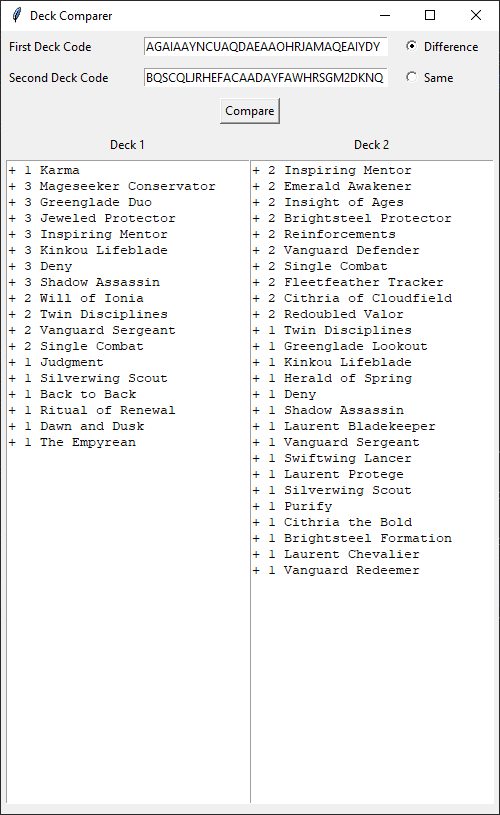 Deck Comparer
First Deck Code
AGAIAAYNCUAQDAEAAOHRJAMAQEAIYDY
Difference
Second Deck Code
BQSCQLJRHEFACAADAYFAWHRSGM2DKNQ
Same
Compare
Deck 1
+ 1 Karma
+ 3 Mageseeker Conservator
+ 3 Greenglade Duo
+ 3 Jeweled Protector
+ 3 Inspiring Mentor
+ 3 Kinkou Lifeblade
+ 3 Deny
+ 3 Shadow Assassin
+ 2 Will of Ionia
+ 2 Twin Disciplines
+ 2 Vanguard Sergeant
+ 2 Single Combat
+ 1 Judgment
+ 1 Silverwing Scout
+ 1 Back to Back
+ 1 Ritual of Renewal
+ 1 Dawn and Dusk
+ 1 The Empyrean
Deck 2
+ 2 Inspiring Mentor
+ 2 Emerald Awakener
+ 2 Insight of Ages
+ 2 Brightsteel Protector
+ 2 Reinforcements
+ 2 Vanguard Defender
+ 2 Single Combat
+ 2 Fleetfeather Tracker
+ 2 Cithria of Cloudfield
+ 2 Redoubled Valor
+ 1 Twin Disciplines
+ 1 Greenglade Lookout
+ 1 Kinkou Lifeblade
+ 1 Herald of Spring
+ 1 Deny
+ 1 Shadow Assassin
+ 1 Laurent Bladekeeper
+ 1 Vanguard Sergeant
+ 1 Swiftwing Lancer
+ 1 Laurent Protege
+ 1 Silverwing Scout
+ 1 Purify
+ 1 Cithria the Bold
+ 1 Brightsteel Formation
+ 1 Laurent Chevalier
+ 1 Vanguard Redeemer